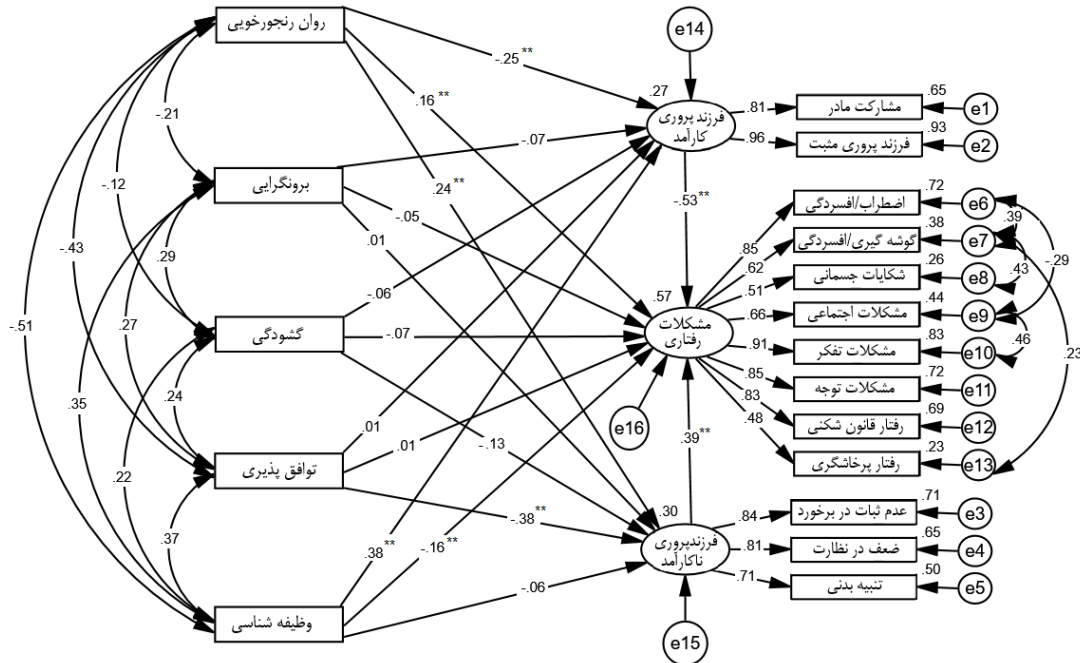 روان رنجورخویی
برونگرایی
گشودگی
توافق پذیری
وظیفه شناسی
-.21
-.12
-.43
-.51
.29
.27
.35
.24
.22
.37
-.25**
.16**
.24**
-.07
-.05
.01
-.06
-.07
-.13
.01
.01
-.38**
.38**
-.16**
-.06
e14
.27
فرزند پروری
کارآمد
-.53**
.57
مشکلات
رفتاری
e16
.39**
.30
فرزندپروری
ناکارآمد
e15
.81
مشارکت مادر
.65
e1
.96
فرزند پروری مثبت
.93
e2
.85
اضطراب/افسردگی
.72
e6
.62
گوشه گیری/افسردگی
.38
e7
.51
شکایات جسمانی
.26
e8
.66
مشکلات اجتماعی
.44
e9
.91
مشکلات تفکر
.83
e10
.85
مشکلات توجه
.72
e11
.83
رفتار قانون شکنی
.69
e12
.48
رفتار پرخاشگری
.23
e13
.39
-.29
.43
.46
.23
.84
عدم ثبات در برخورد
.71
e3
.81
ضعف در نظارت
.65
e4
.71
تنبیه بدنی
.50
e5